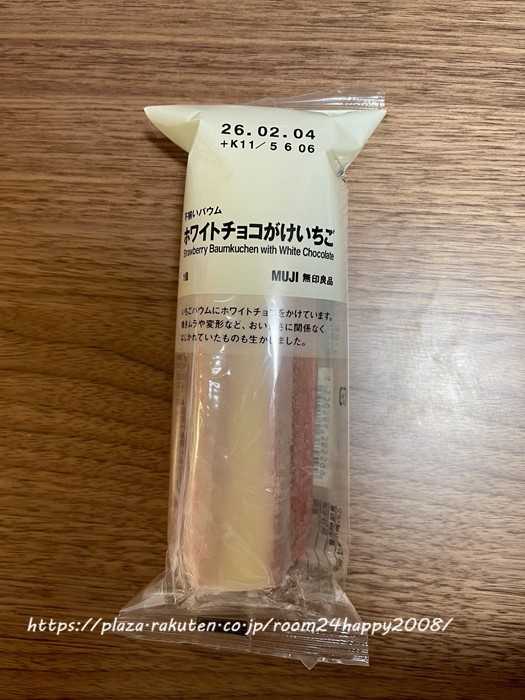 26.02.04
+K11/5 6 06
不揃いバウム
ホワイトチョコがけいちご
Strawberry Baumkuchen with White Chocolate
1個
MUJI 無印良品
いちごバウムにホワイトチョコをかけています。
焼きムラや変形など、おいしさに関係なく
はじかれていたものも生かしました。
https://plaza.rakuten.co.jp/room24happy2008/